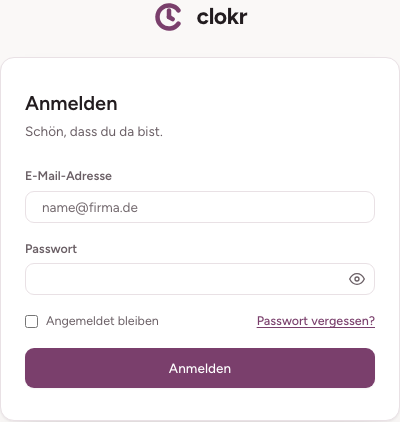 clokr
Anmelden
Schön, dass du da bist.
E-Mail-Adresse
name@firma.de
Passwort
Angemeldet bleiben
Passwort vergessen?
Anmelden